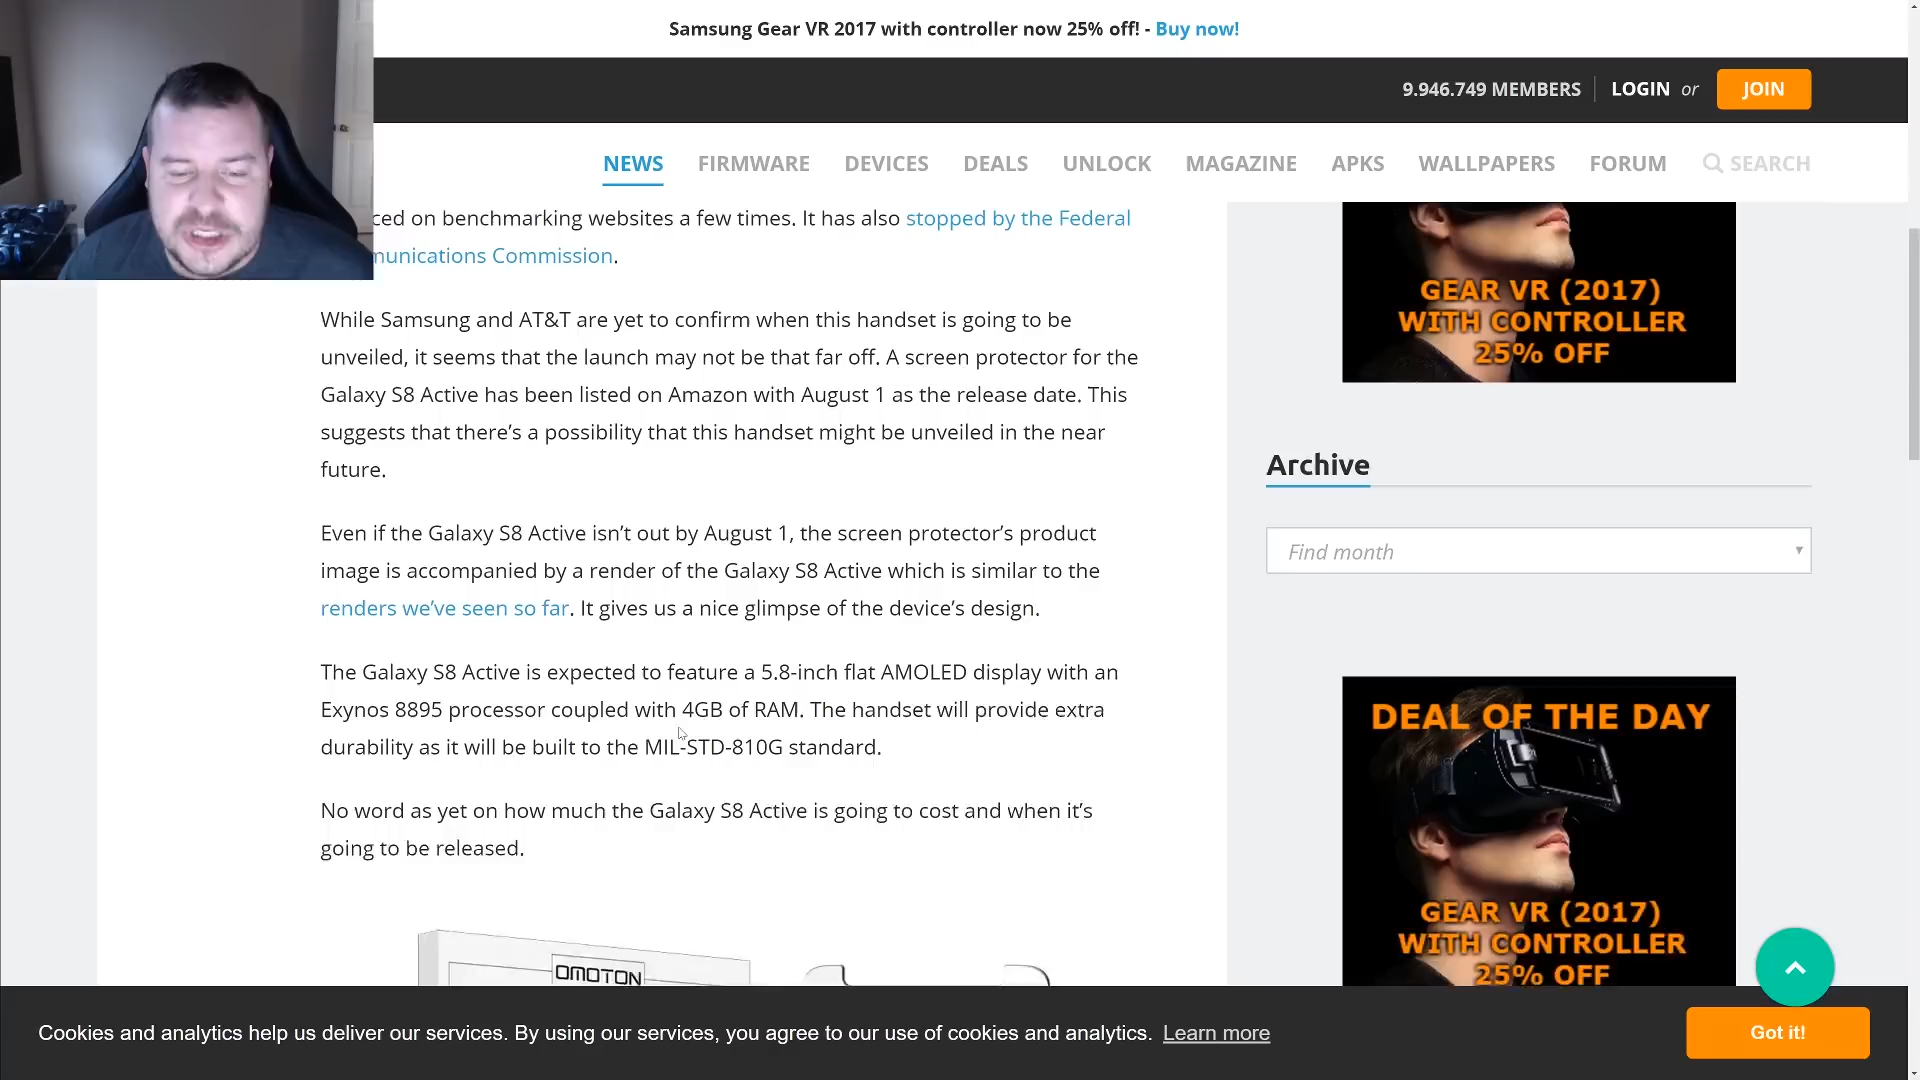 Samsung Gear VR 2017 with controller now 25% off! - Buy now!
9.946.749 MEMBERS LOGIN or JOIN
NEWS FIRMWARE DEVICES DEALS UNLOCK MAGAZINE APKS WALLPAPERS FORUM SEARCH
on benchmarking websites a few times. It has also stopped by the Federal
Commission.
While Samsung and AT&T are yet to confirm when this handset is going to be
unveiled, it seems that the launch may not be that far off. A screen protector for the
Galaxy S8 Active has been listed on Amazon with August 1 as the release date. This
suggests that there's a possibility that this handset might be unveiled in the near
future.
Even if the Galaxy S8 Active isn't out by August 1, the screen protector's product
image is accompanied by a render of the Galaxy S8 Active which is similar to the
renders we've seen so far. It gives us a nice glimpse of the device's design.
The Galaxy S8 Active is expected to feature a 5.8-inch flat AMOLED display with an
Exynos 8895 processor coupled with 4GB of RAM. The handset will provide extra
durability as it will be built to the MIL-STD-810G standard.
No word as yet on how much the Galaxy S8 Active is going to cost and when it's
going to be released.
OMOTON
GEAR VR (2017)
WITH CONTROLLER
25% OFF
Archive
Find month
DEAL OF THE DAY
GEAR VR (2017)
WITH CONTROLLER
25% OFF
Cookies and analytics help us deliver our services. By using our services, you agree to our use of cookies and analytics. Learn more
Got it!